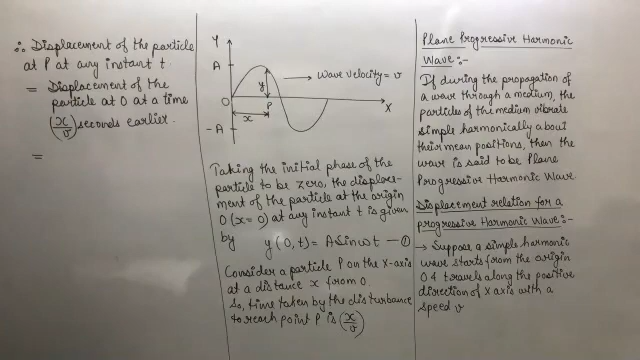 Plane Progressive Harmonic
Wave:-
If during the propagation of
a wave through a medium, the
particles of the medium vibrate
simple harmonically about
their mean positions, then the
wave is said to be Plane
Progressive Harmonic Wave.
Displacement relation for a
progressive Harmonic Wave:-
→ Suppose a simple harmonic
wave starts from the origin
O & travels along the positive
direction of X axis with a
speed v
Y
A
y
→ wave velocity = v
O
P
X
x
-A
Taking the initial phase of the
particle to be zero, the displace-
ment of the particle at the origin
O (x=0) at any instant t is given
by y(0,t) = A Sin ωt — ①
Consider a particle P on the X-axis
at a distance x from O.
So, time taken by the disturbance
to reach point P is (x/v)
∴ Displacement of the particle
at P at any instant t.
= Displacement of the
particle at O at a time
(x/v) seconds earlier.
=